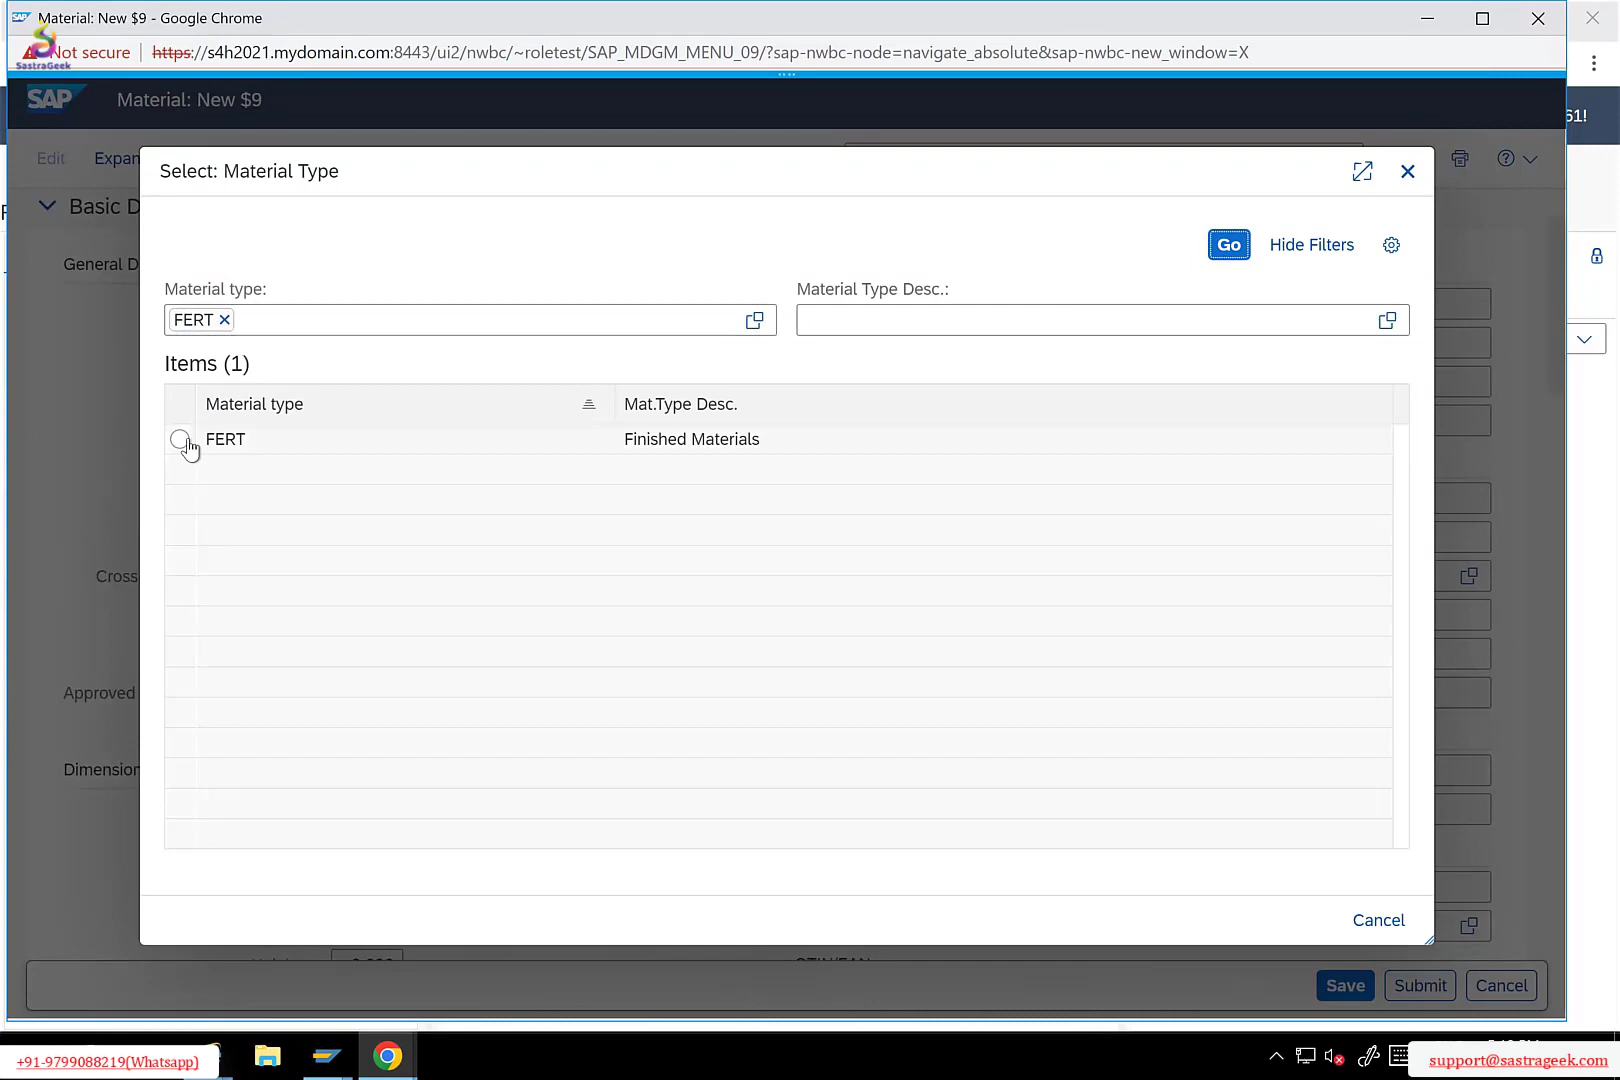 Material: New $9 - Google Chrome
Not secure https://s4h2021.mydomain.com:8443/ui2/nwbc/~roletest/SAP_MDGM_MENU_09/?sap-nwbc-node=navigate_absolute&sap-nwbc-new_window=X
SastraGeek
SAP Material: New $9
61!
Edit Expan
Select: Material Type
Basic D
Go Hide Filters
General D
Material type: Material Type Desc.:
FERT
Items (1)
Material type Mat.Type Desc.
FERT Finished Materials
Cross
Approved
Dimension
Cancel
Save Submit Cancel
+91-9799088219(Whatsapp)
support@sastrageek.com